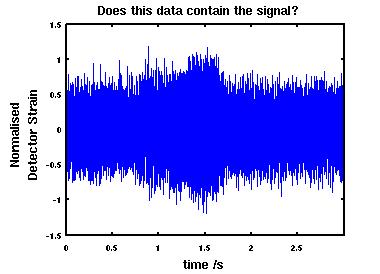 Does this data contain the signal?
Normalised
Detector Strain
1.5
1
0.5
0
-0.5
-1
-1.5
0 0.5 1 1.5 2 2.5
time /s